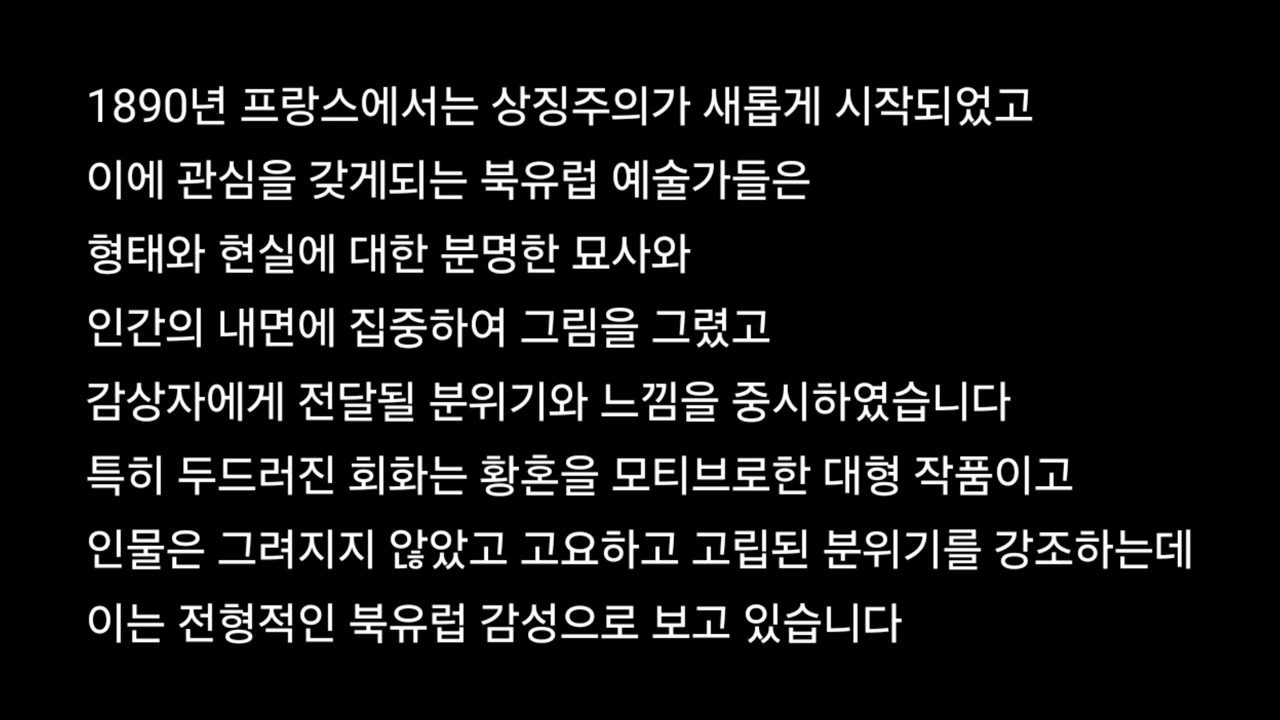 1890년 프랑스에서는 상징주의가 새롭게 시작되었고
이에 관심을 갖게되는 북유럽 예술가들은
형태와 현실에 대한 분명한 묘사와
인간의 내면에 집중하여 그림을 그렸고
감상자에게 전달될 분위기와 느낌을 중시하였습니다
특히 두드러진 회화는 황혼을 모티브로한 대형 작품이고
인물은 그려지지 않았고 고요하고 고립된 분위기를 강조하는데
이는 전형적인 북유럽 감성으로 보고 있습니다